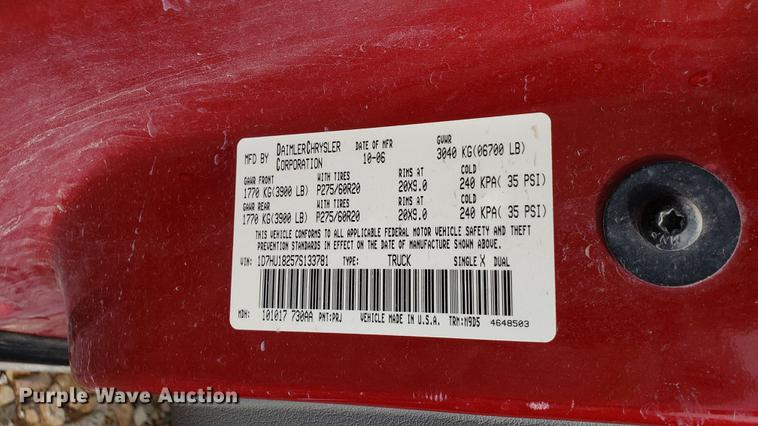 MFD BY DAIMLERCHRYSLER CORPORATION DATE OF MFR 10-06 GVWR 3040 KG(06700 LB)
GAWR FRONT WITH TIRES RIMS AT COLD
1770 KG(3900 LB) P275/60R20 20X9.0 240 KPA( 35 PSI)
GAWR REAR WITH TIRES RIMS AT COLD
1770 KG(3900 LB) P275/60R20 20X9.0 240 KPA( 35 PSI)
THIS VEHICLE CONFORMS TO ALL APPLICABLE FEDERAL MOTOR VEHICLE SAFETY AND THEFT
PREVENTION STANDARDS IN EFFECT ON THE DATE OF MANUFACTURE SHOWN ABOVE.
VIN: 1D7HU18257S133781 TYPE: TRUCK SINGLE X DUAL
MDH: 101017 730AA PNT:PRJ VEHICLE MADE IN U.S.A. TRM:M9D5 4648503
Purple Wave Auction